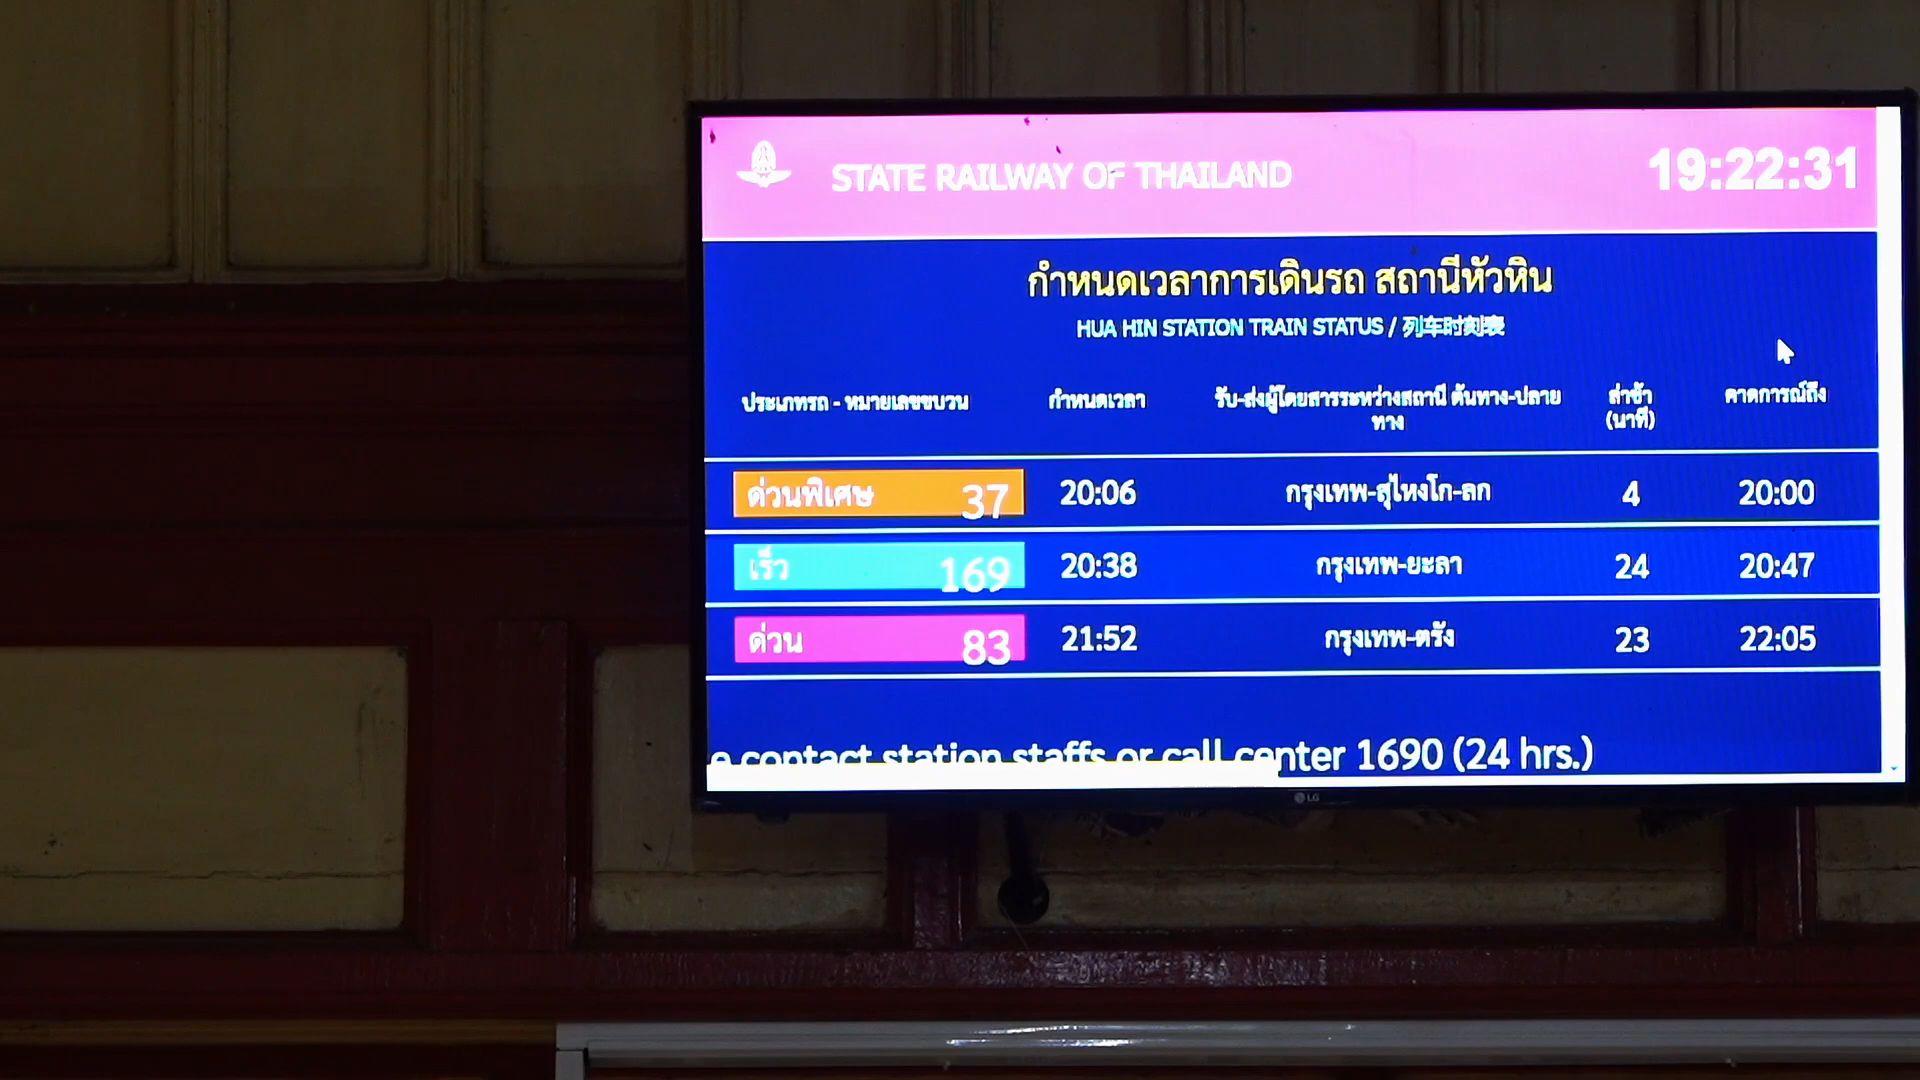 STATE RAILWAY OF THAILAND
19:22:31
กำหนดเวลาการเดินรถ สถานีหัวหิน
HUA HIN STATION TRAIN STATUS / 列车时刻表
ประเภทรถ - หมายเลขขบวน กำหนดเวลา รับ-ส่งผู้โดยสารระหว่างสถานี ต้นทาง-ปลายทาง ล่าช้า (นาที) คาดการณ์ถึง
ด่วนพิเศษ 37 20:06 กรุงเทพ-สุไหงโก-ลก 4 20:00
เร็ว 169 20:38 กรุงเทพ-ยะลา 24 20:47
ด่วน 83 21:52 กรุงเทพ-ตรัง 23 22:05
e contact station staffs or call center 1690 (24 hrs.)
LG